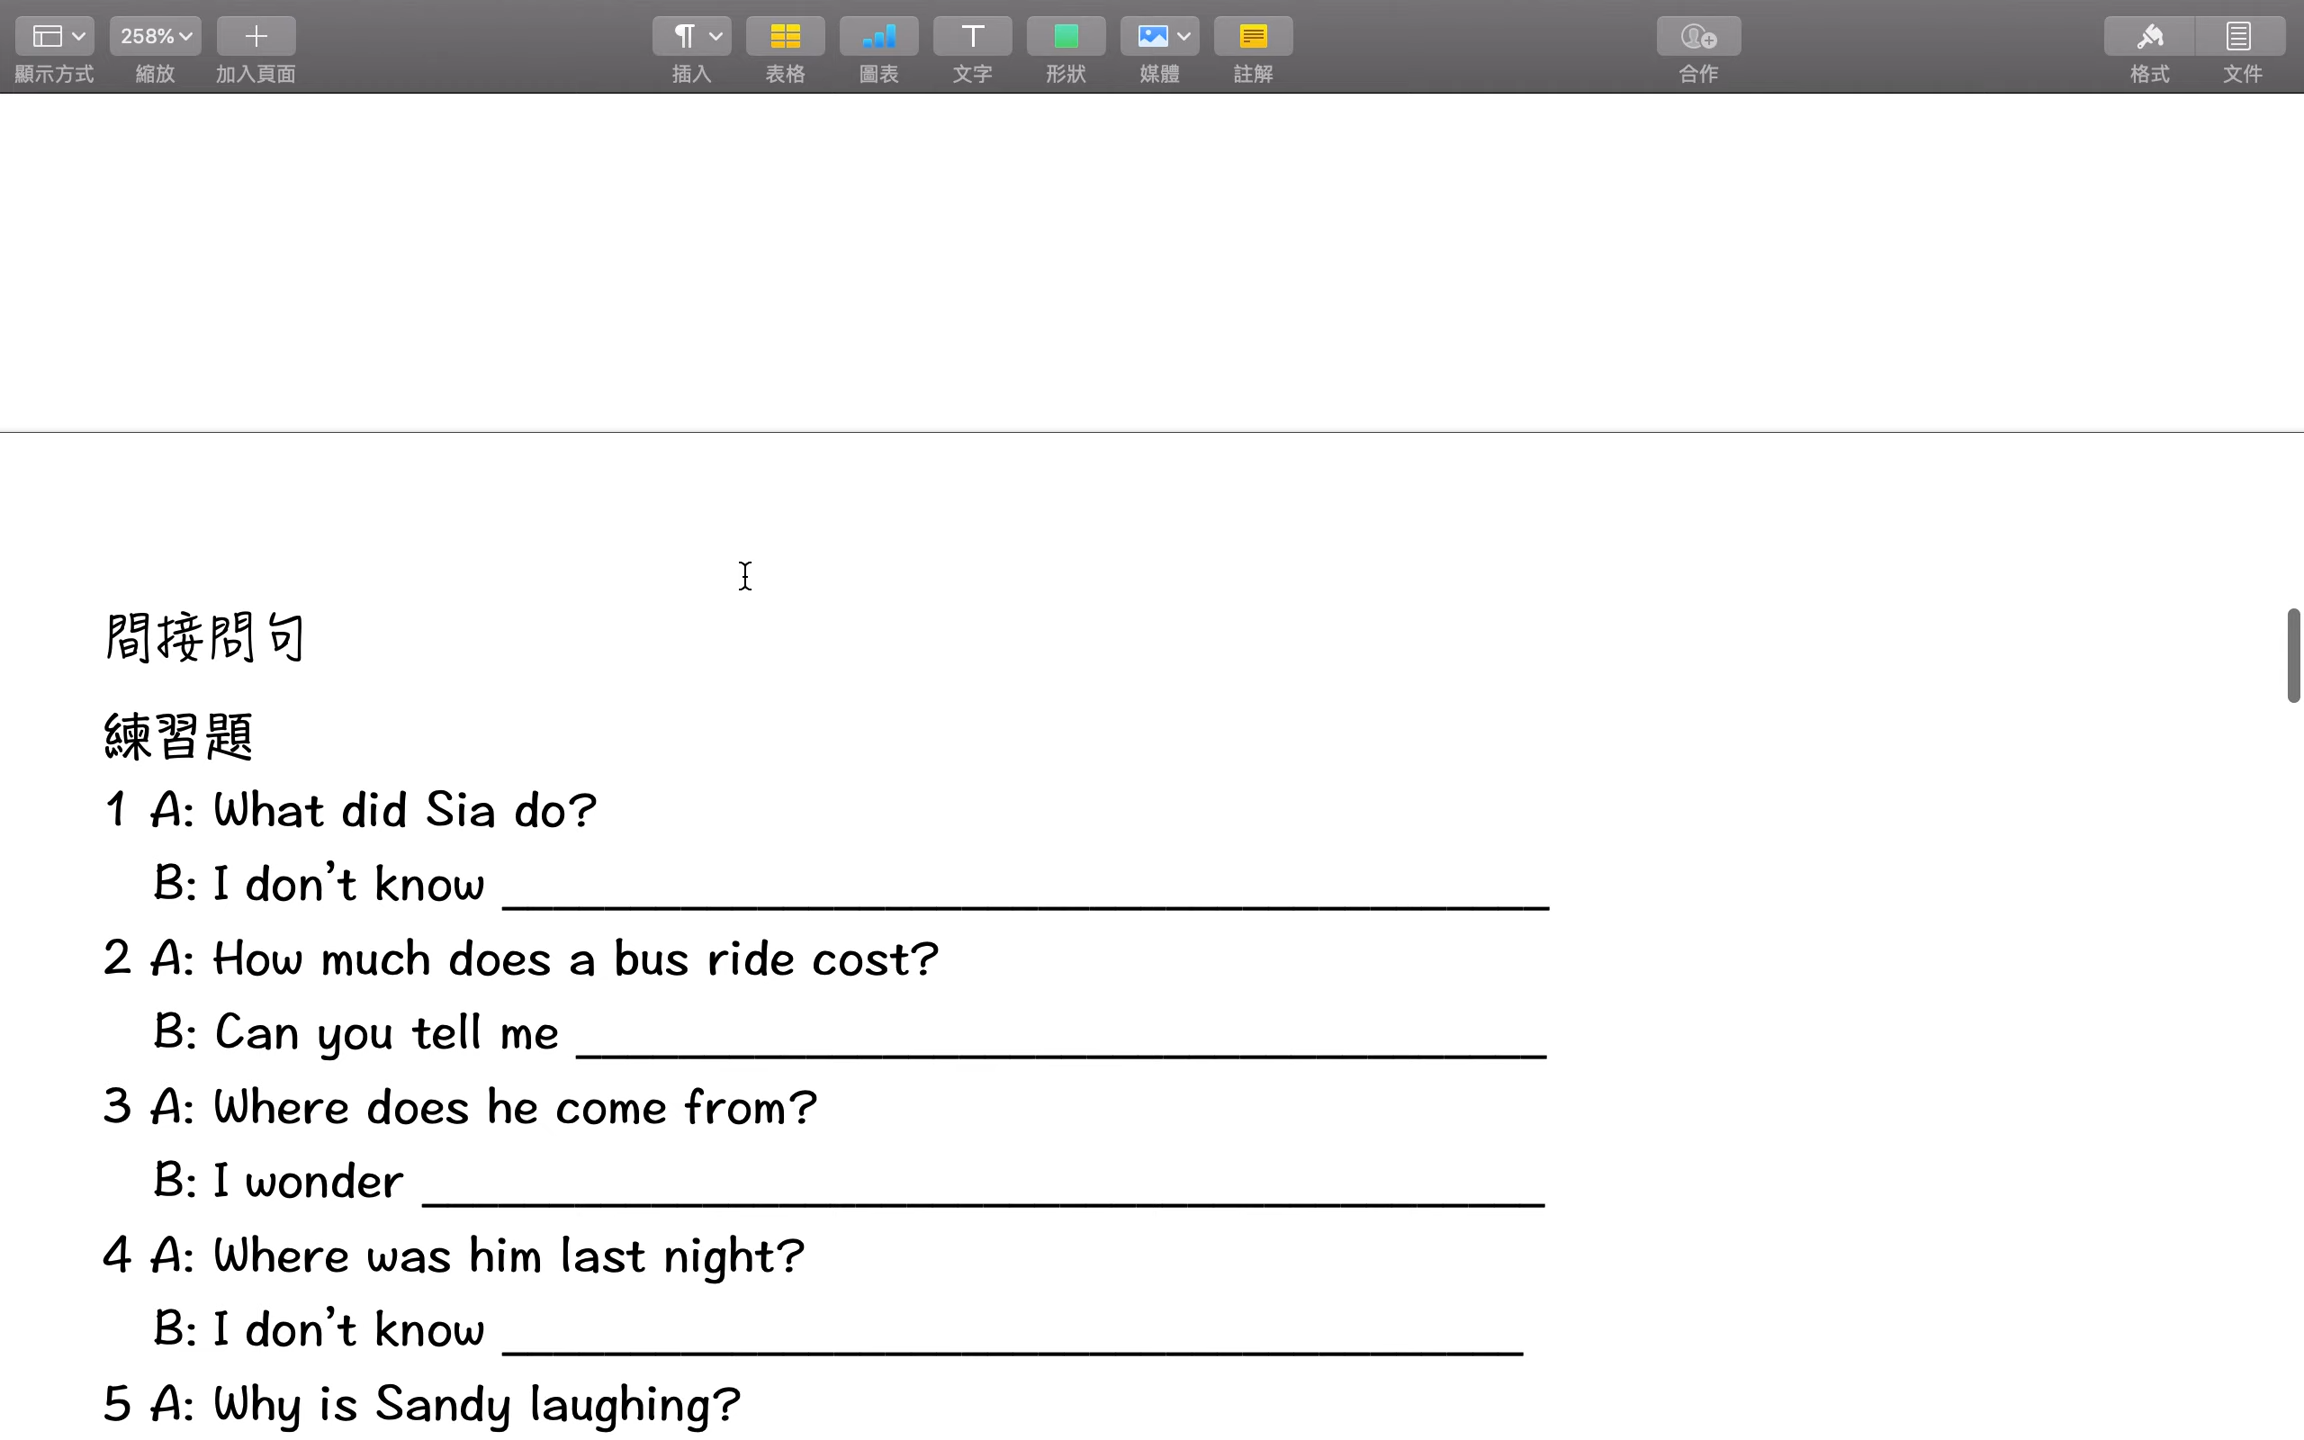 258%
顯示方式 縮放 加入頁面 插入 表格 圖表 文字 形狀 媒體 註解 合作 格式 文件
間接問句
練習題
1 A: What did Sia do?
B: I don't know ____________________
2 A: How much does a bus ride cost?
B: Can you tell me ____________________
3 A: Where does he come from?
B: I wonder ____________________
4 A: Where was him last night?
B: I don't know ____________________
5 A: Why is Sandy laughing?